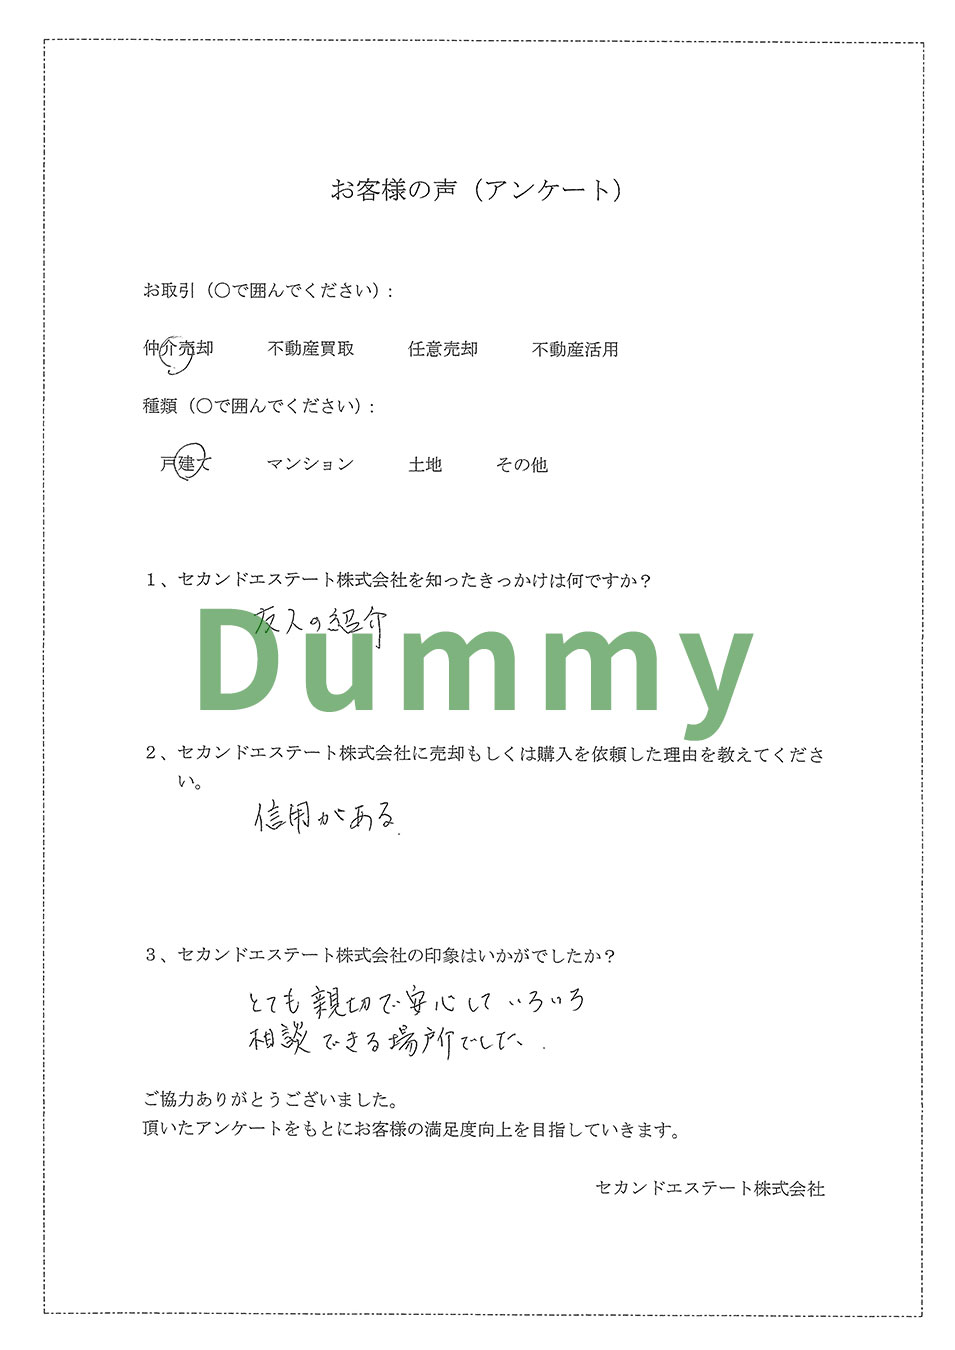 お客様の声（アンケート）
お取引（〇で囲んでください）:
仲介売却 不動産買取 任意売却 不動産活用
種類（〇で囲んでください）:
戸建て マンション 土地 その他
１、セカンドエステート株式会社を知ったきっかけは何ですか？
友人の紹介
Dummy
２、セカンドエステート株式会社に売却もしくは購入を依頼した理由を教えてくださ
い。
信用がある.
３、セカンドエステート株式会社の印象はいかがでしたか？
とても親切で安心していろいろ
相談できる場所でした.
ご協力ありがとうございました。
頂いたアンケートをもとにお客様の満足度向上を目指していきます。
セカンドエステート株式会社